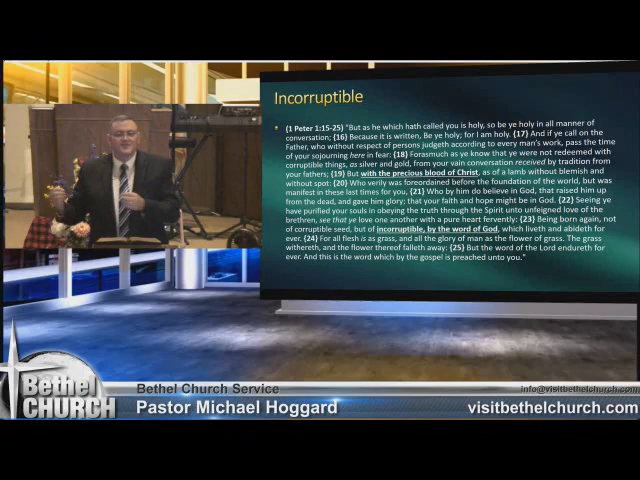 Incorruptible
(1 Peter 1:15-25) "But as he which hath called you is holy, so be ye holy in all manner of
conversation; {16} Because it is written, Be ye holy; for I am holy. {17} And if ye call on the
Father, who without respect of persons judgeth according to every man's work, pass the time
of your sojourning here in fear: {18} Forasmuch as ye know that ye were not redeemed with
corruptible things, as silver and gold, from your vain conversation received by tradition from
your fathers; {19} But with the precious blood of Christ, as of a lamb without blemish and
without spot: {20} Who verily was foreordained before the foundation of the world, but was
manifest in these last times for you, {21} Who by him do believe in God, that raised him up
from the dead, and gave him glory; that your faith and hope might be in God. {22} Seeing ye
have purified your souls in obeying the truth through the Spirit unto unfeigned love of the
brethren, see that ye love one another with a pure heart fervently: {23} Being born again, not
of corruptible seed, but of incorruptible, by the word of God, which liveth and abideth for
ever. {24} For all flesh is as grass, and all the glory of man as the flower of grass. The grass
withereth, and the flower thereof falleth away: {25} But the word of the Lord endureth for
ever. And this is the word which by the gospel is preached unto you."
Bethel
CHURCH
Bethel Church Service
info@visitbethelchurch.com
Pastor Michael Hoggard
visitbethelchurch.com